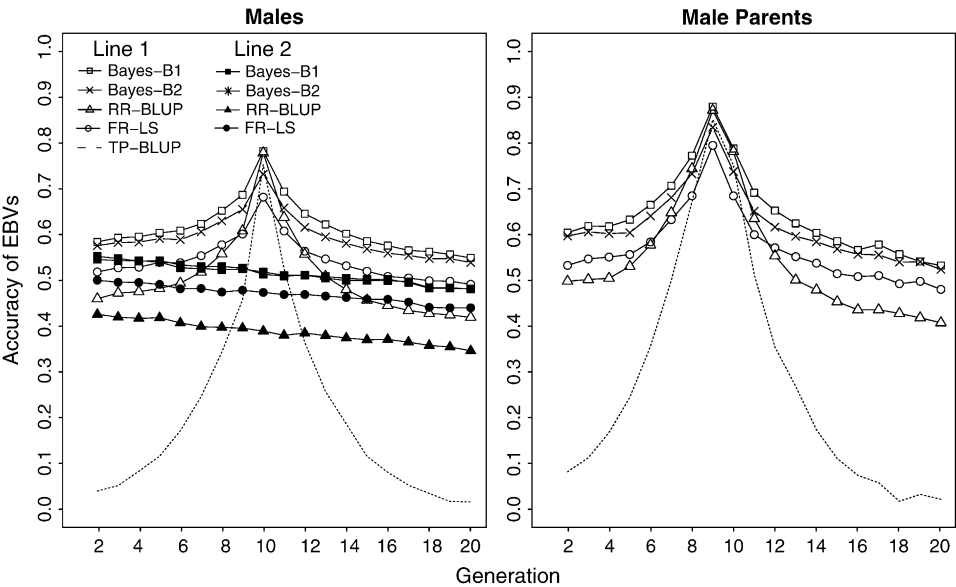 Males
Male Parents
Line 1 Line 2
Bayes–B1 Bayes–B1
Bayes–B2 Bayes–B2
RR–BLUP RR–BLUP
FR–LS FR–LS
TP–BLUP
Accuracy of EBVs
1.0
0.9
0.8
0.7
0.6
0.5
0.4
0.3
0.2
0.1
0.0
1.0
0.9
0.8
0.7
0.6
0.5
0.4
0.3
0.2
0.1
0.0
2 4 6 8 10 12 14 16 18 20
2 4 6 8 10 12 14 16 18 20
Generation